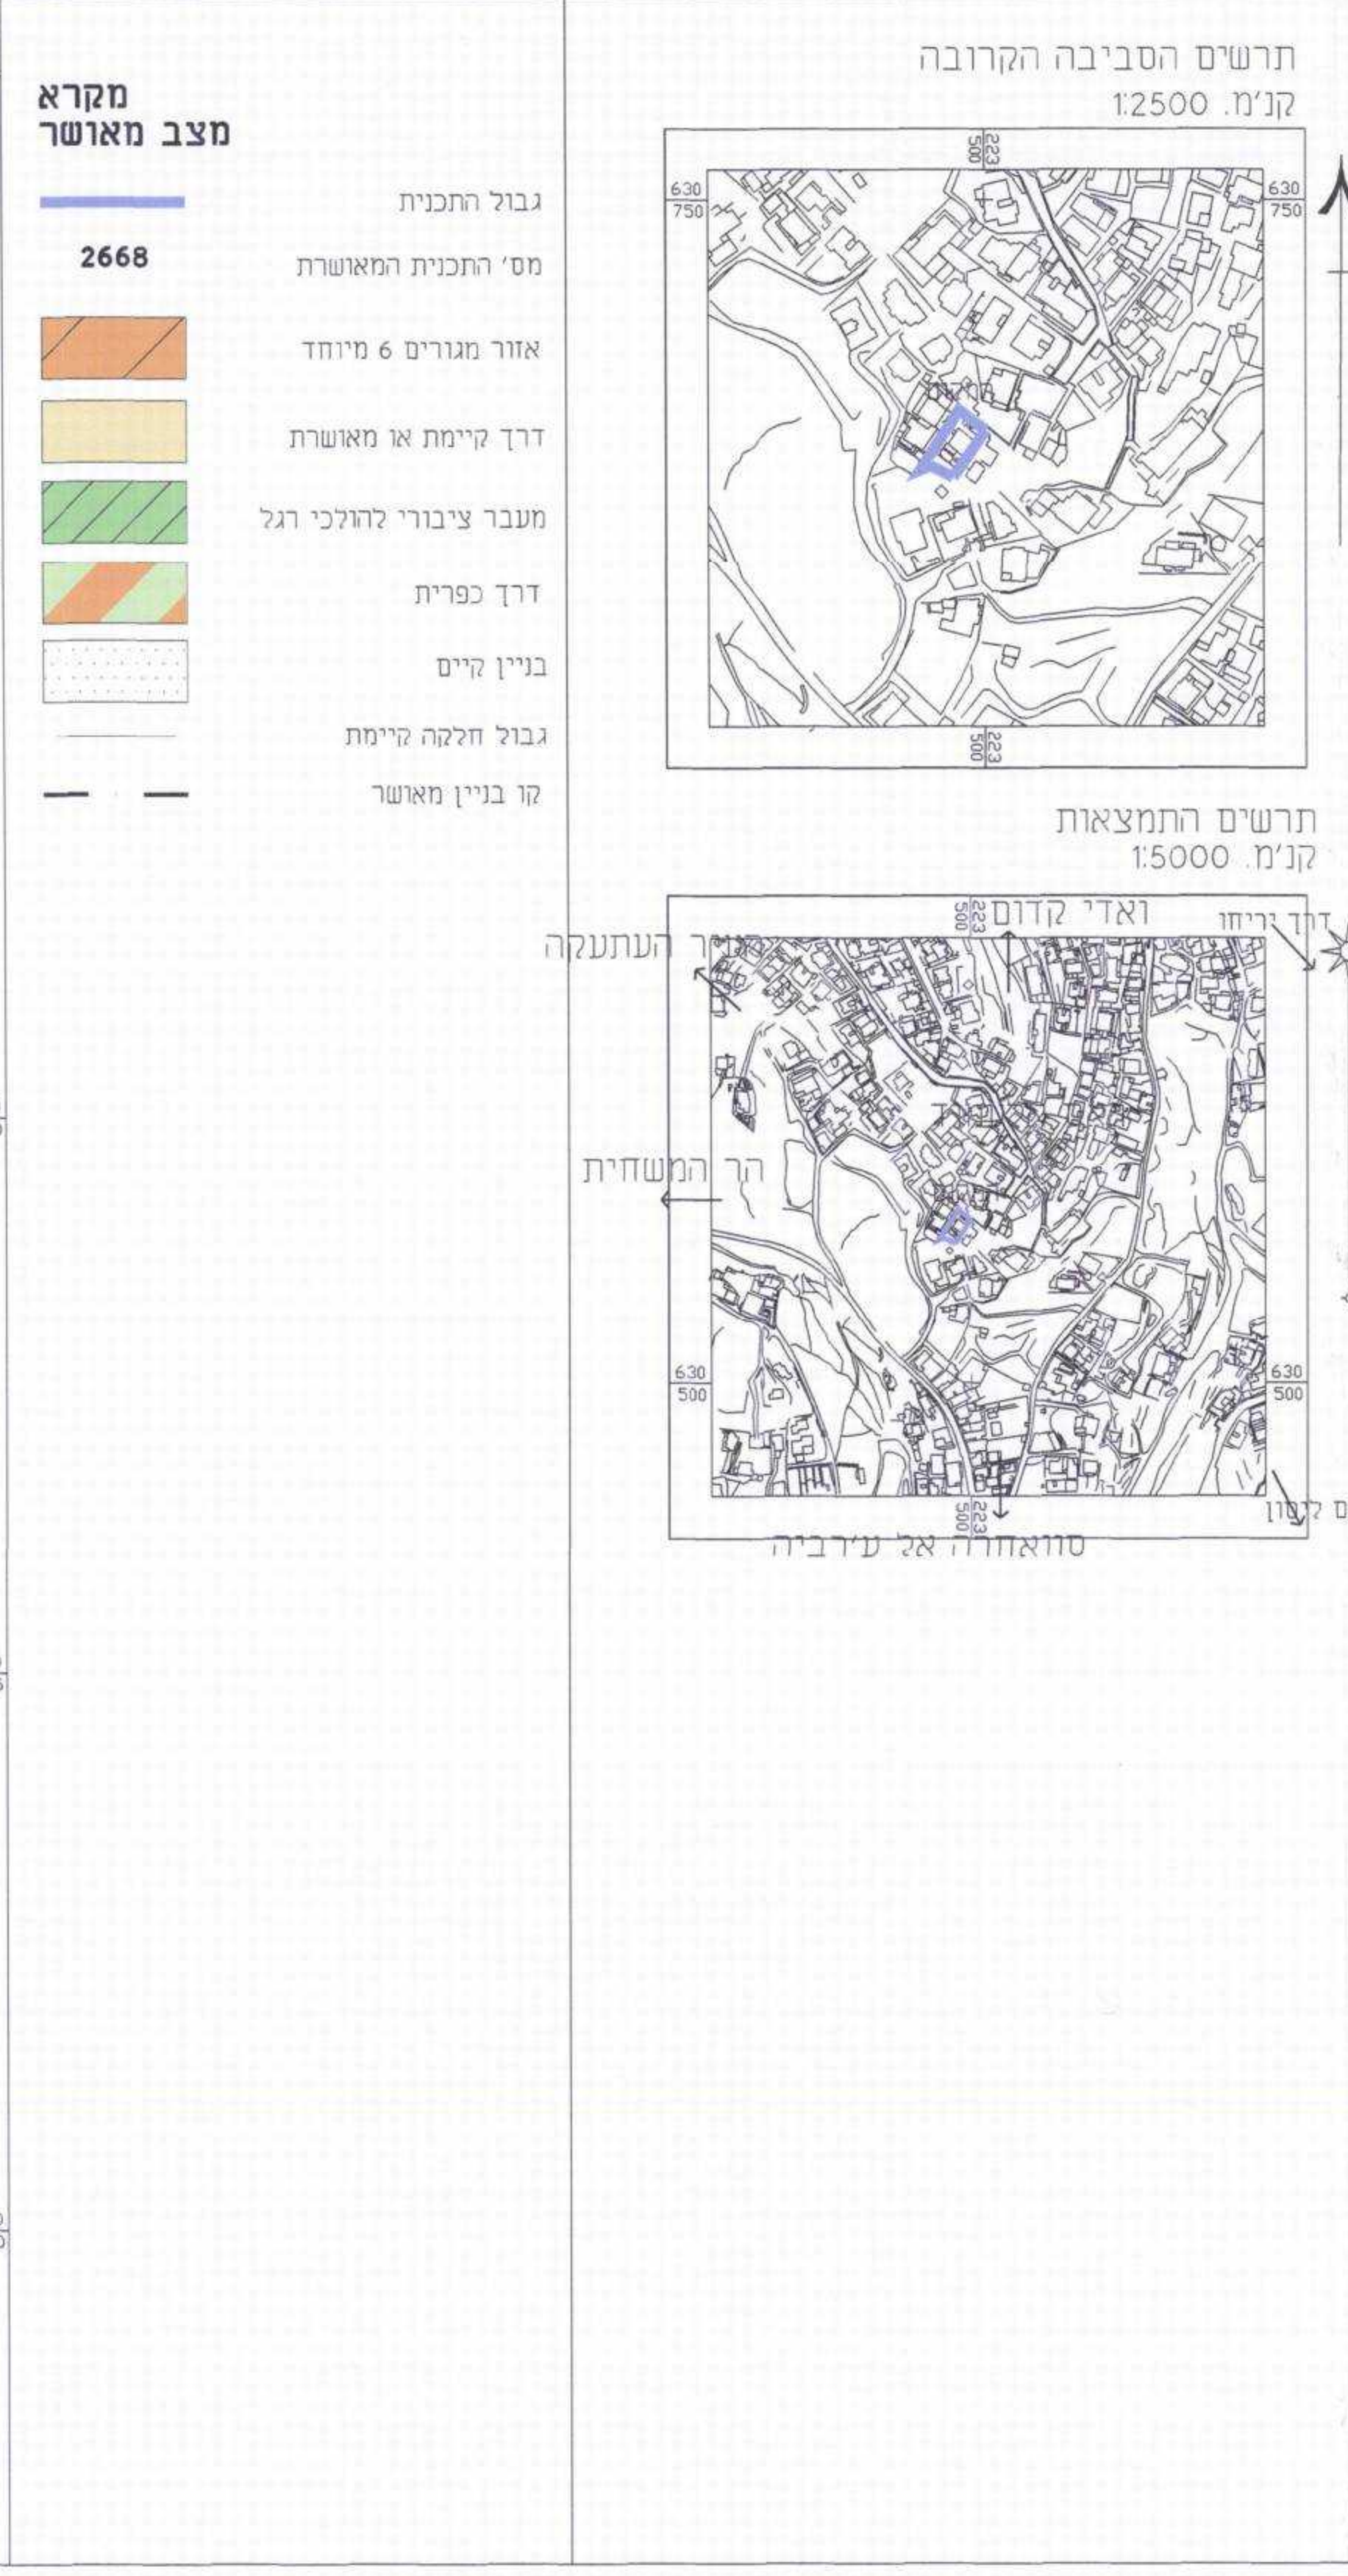 תרשים הסביבה הקרובה
קנ'מ. 1:2500
223
500
630
750
630
750
223
500
תרשים התמצאות
קנ'מ. 1:5000
223
500
ואדי קדום
דרך יריחו
העתעקה
הר המשחית
630
500
630
500
223
500
סוואחרה אל ע'רביה
מקרא
מצב מאושר
גבול התכנית
2668
מס' התכנית המאושרת
אזור מגורים 6 מיוחד
דרך קיימת או מאושרת
מעבר ציבורי להולכי רגל
דרך כפרית
בניין קיים
גבול חלקה קיימת
קו בניין מאושר